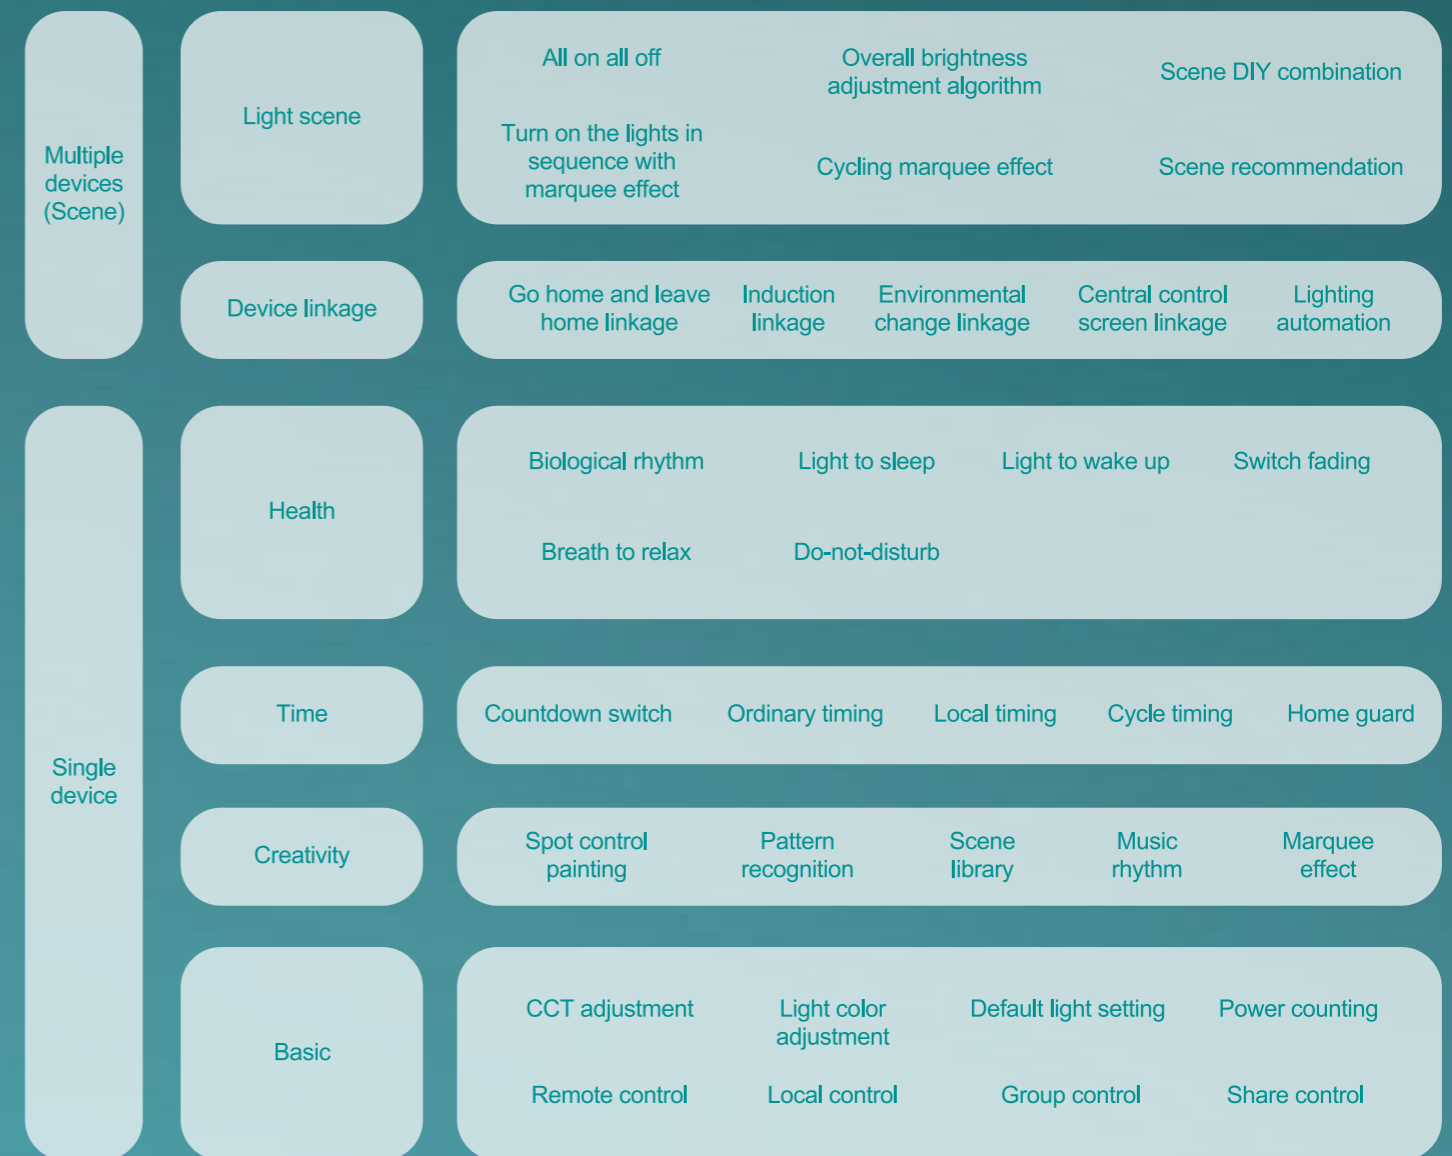 Multiple
devices
(Scene)
Light scene
All on all off
Overall brightness
adjustment algorithm
Scene DIY combination
Turn on the lights in
sequence with
marquee effect
Cycling marquee effect
Scene recommendation
Device linkage
Go home and leave
home linkage
Induction
linkage
Environmental
change linkage
Central control
screen linkage
Lighting
automation
Single
device
Health
Biological rhythm
Light to sleep
Light to wake up
Switch fading
Breath to relax
Do-not-disturb
Time
Countdown switch
Ordinary timing
Local timing
Cycle timing
Home guard
Creativity
Spot control
painting
Pattern
recognition
Scene
library
Music
rhythm
Marquee
effect
Basic
CCT adjustment
Light color
adjustment
Default light setting
Power counting
Remote control
Local control
Group control
Share control